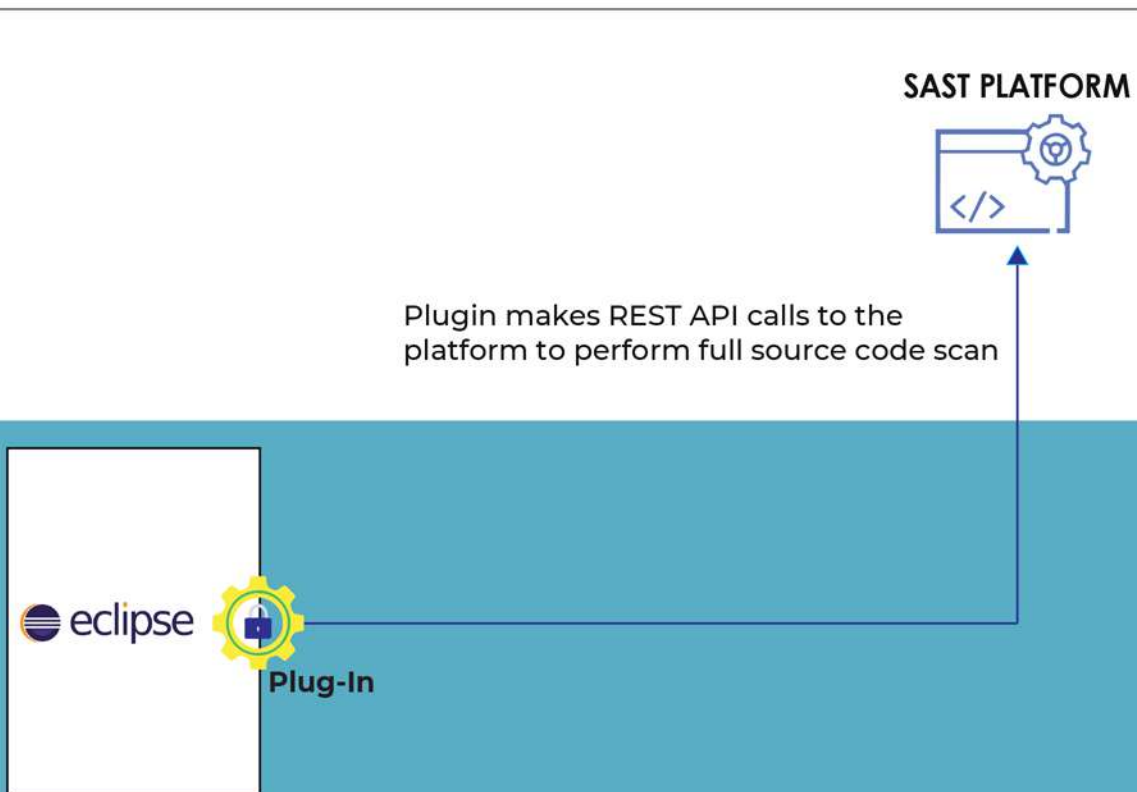 SAST PLATFORM
</>
Plugin makes REST API calls to the
platform to perform full source code scan
eclipse
Plug-In